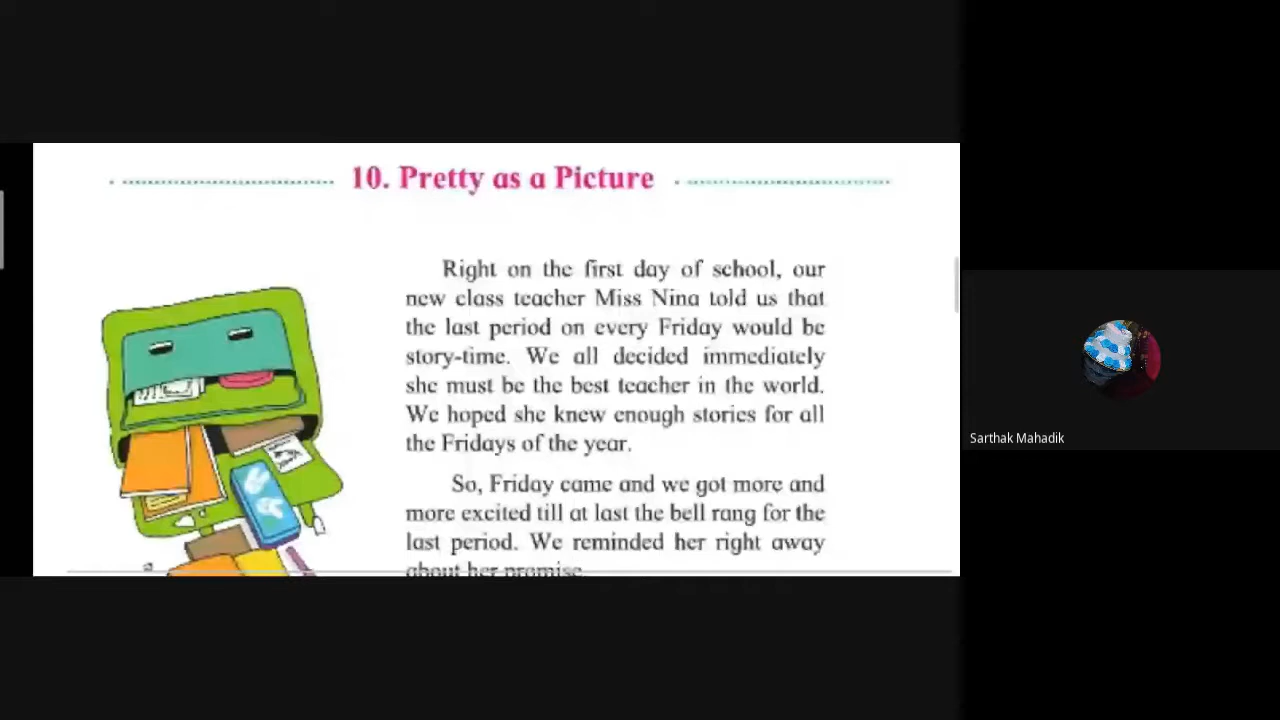 10. Pretty as a Picture
Right on the first day of school, our
new class teacher Miss Nina told us that
the last period on every Friday would be
story-time. We all decided immediately
she must be the best teacher in the world.
We hoped she knew enough stories for all
the Fridays of the year.
So, Friday came and we got more and
more excited till at last the bell rang for the
last period. We reminded her right away
about her promise.
Sarthak Mahadik